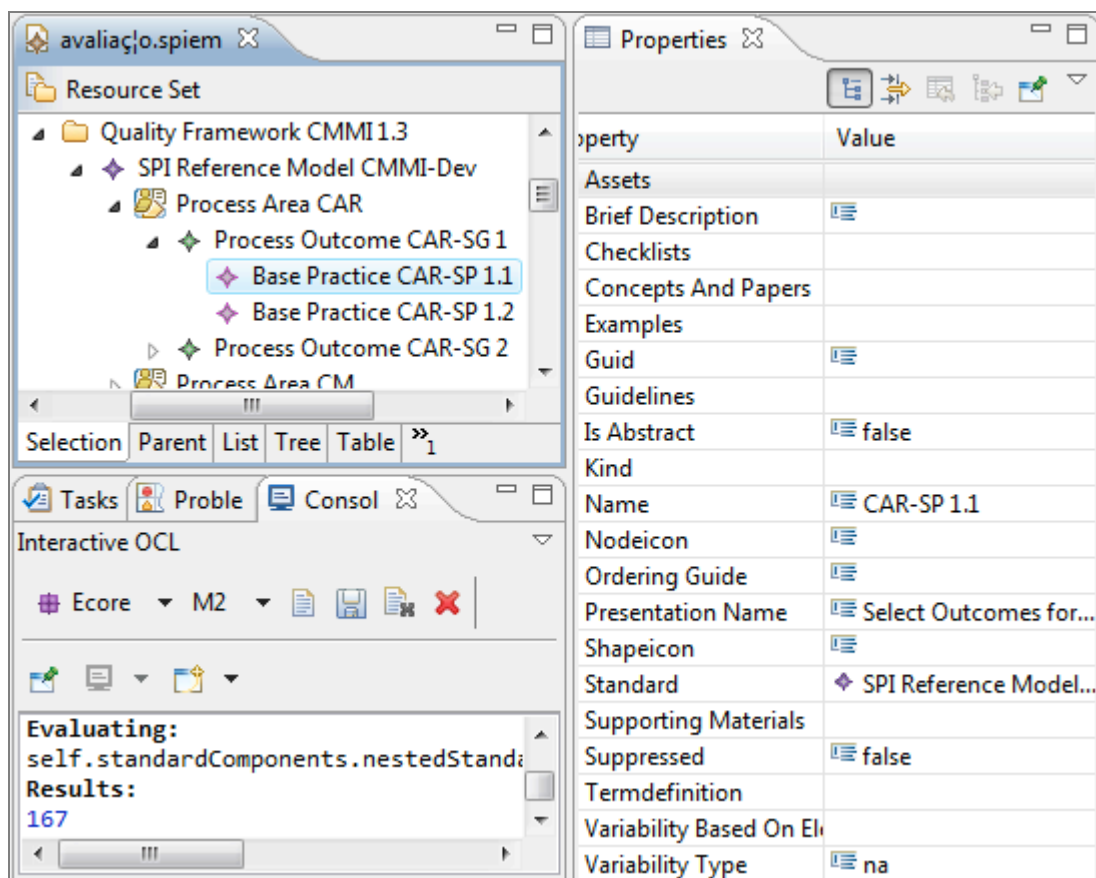 avaliaç¦o.spiem
Resource Set
Quality Framework CMMI 1.3
SPI Reference Model CMMI-Dev
Process Area CAR
Process Outcome CAR-SG 1
Base Practice CAR-SP 1.1
Base Practice CAR-SP 1.2
Process Outcome CAR-SG 2
Process Area CM
Selection Parent List Tree Table »1
Tasks Proble Consol
Interactive OCL
Ecore M2
Evaluating:
self.standardComponents.nestedStanda
Results:
167
Properties
operty Value
Assets
Brief Description
Checklists
Concepts And Papers
Examples
Guid
Guidelines
Is Abstract false
Kind
Name CAR-SP 1.1
Nodeicon
Ordering Guide
Presentation Name Select Outcomes for...
Shapeicon
Standard SPI Reference Model...
Supporting Materials
Suppressed false
Termdefinition
Variability Based On Ele
Variability Type na